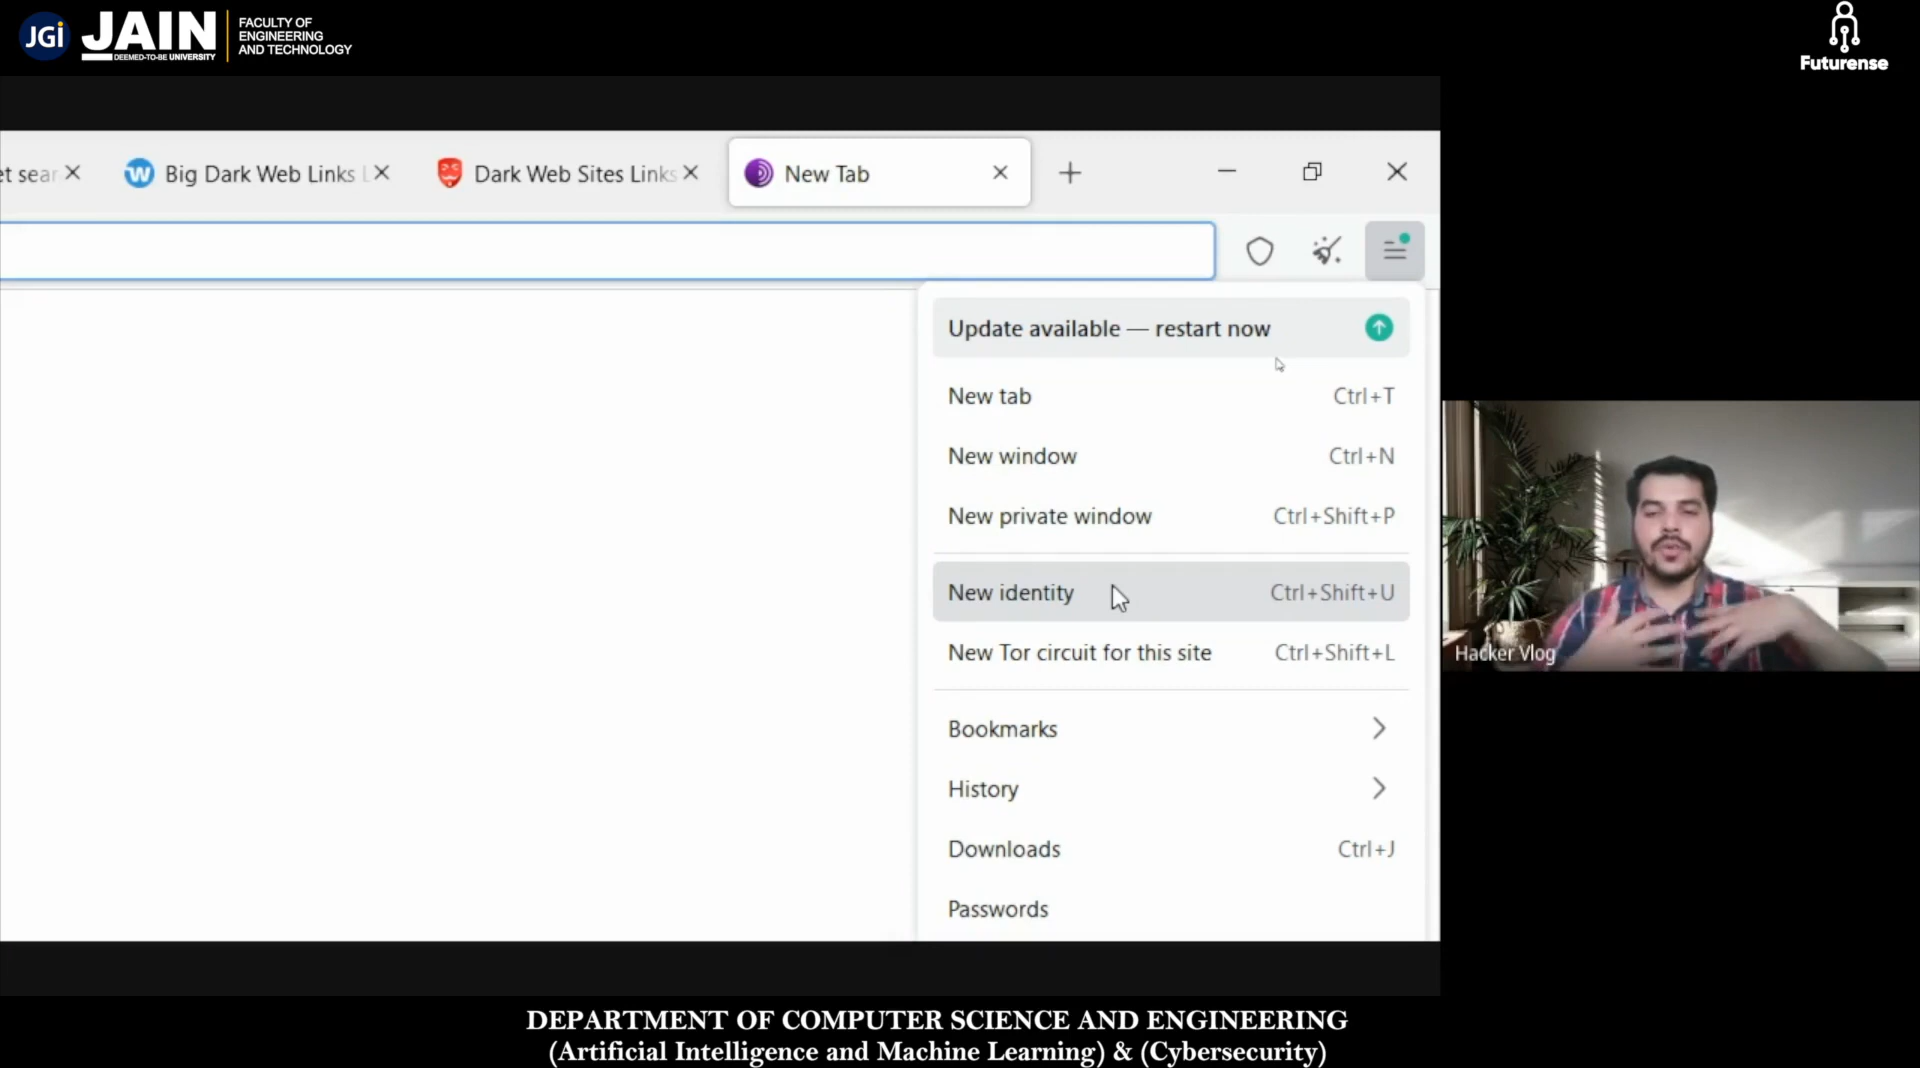 JGi JAIN
DEEMED-TO-BE UNIVERSITY
FACULTY OF
ENGINEERING
AND TECHNOLOGY
Futurense
et sear
Big Dark Web Links L
Dark Web Sites Links
New Tab
Update available — restart now
New tab Ctrl+T
New window Ctrl+N
New private window Ctrl+Shift+P
New identity Ctrl+Shift+U
New Tor circuit for this site Ctrl+Shift+L
Bookmarks
History
Downloads Ctrl+J
Passwords
Hacker Vlog
DEPARTMENT OF COMPUTER SCIENCE AND ENGINEERING
(Artificial Intelligence and Machine Learning) & (Cybersecurity)